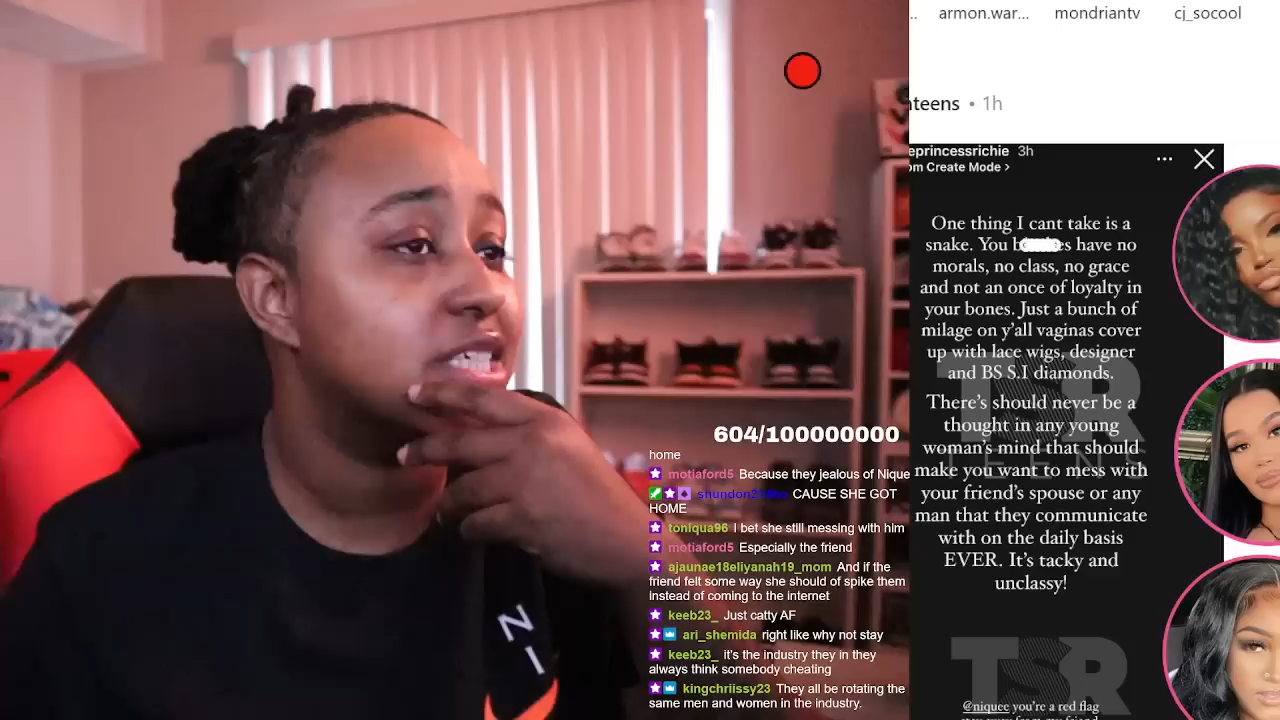 armon.war... mondriantv cj_socool
nteens • 1h
eprincessrichie 3h
om Create Mode >
One thing I cant take is a
snake. You b es have no
morals, no class, no grace
and not an once of loyalty in
your bones. Just a bunch of
milage on y'all vaginas cover
up with lace wigs, designer
and BS S.I diamonds.
There's should never be a
thought in any young
woman's mind that should
make you want to mess with
your friend's spouse or any
man that they communicate
with on the daily basis
EVER. It's tacky and
unclassy!
TSR
TSR
@niquee you're a red flag
604/100000000
home
motiaford5 Because they jealous of Nique
CAUSE SHE GOT
HOME
toniqua96 I bet she still messing with him
motiaford5 Especially the friend
ajaunae18eliyanah19_mom And if the
friend felt some way she should of spike them
instead of coming to the internet
keeb23_ Just catty AF
ari_shemida right like why not stay
keeb23_ it's the industry they in they
always think somebody cheating
kingchriissy23 They all be rotating the
same men and women in the industry.
N
I